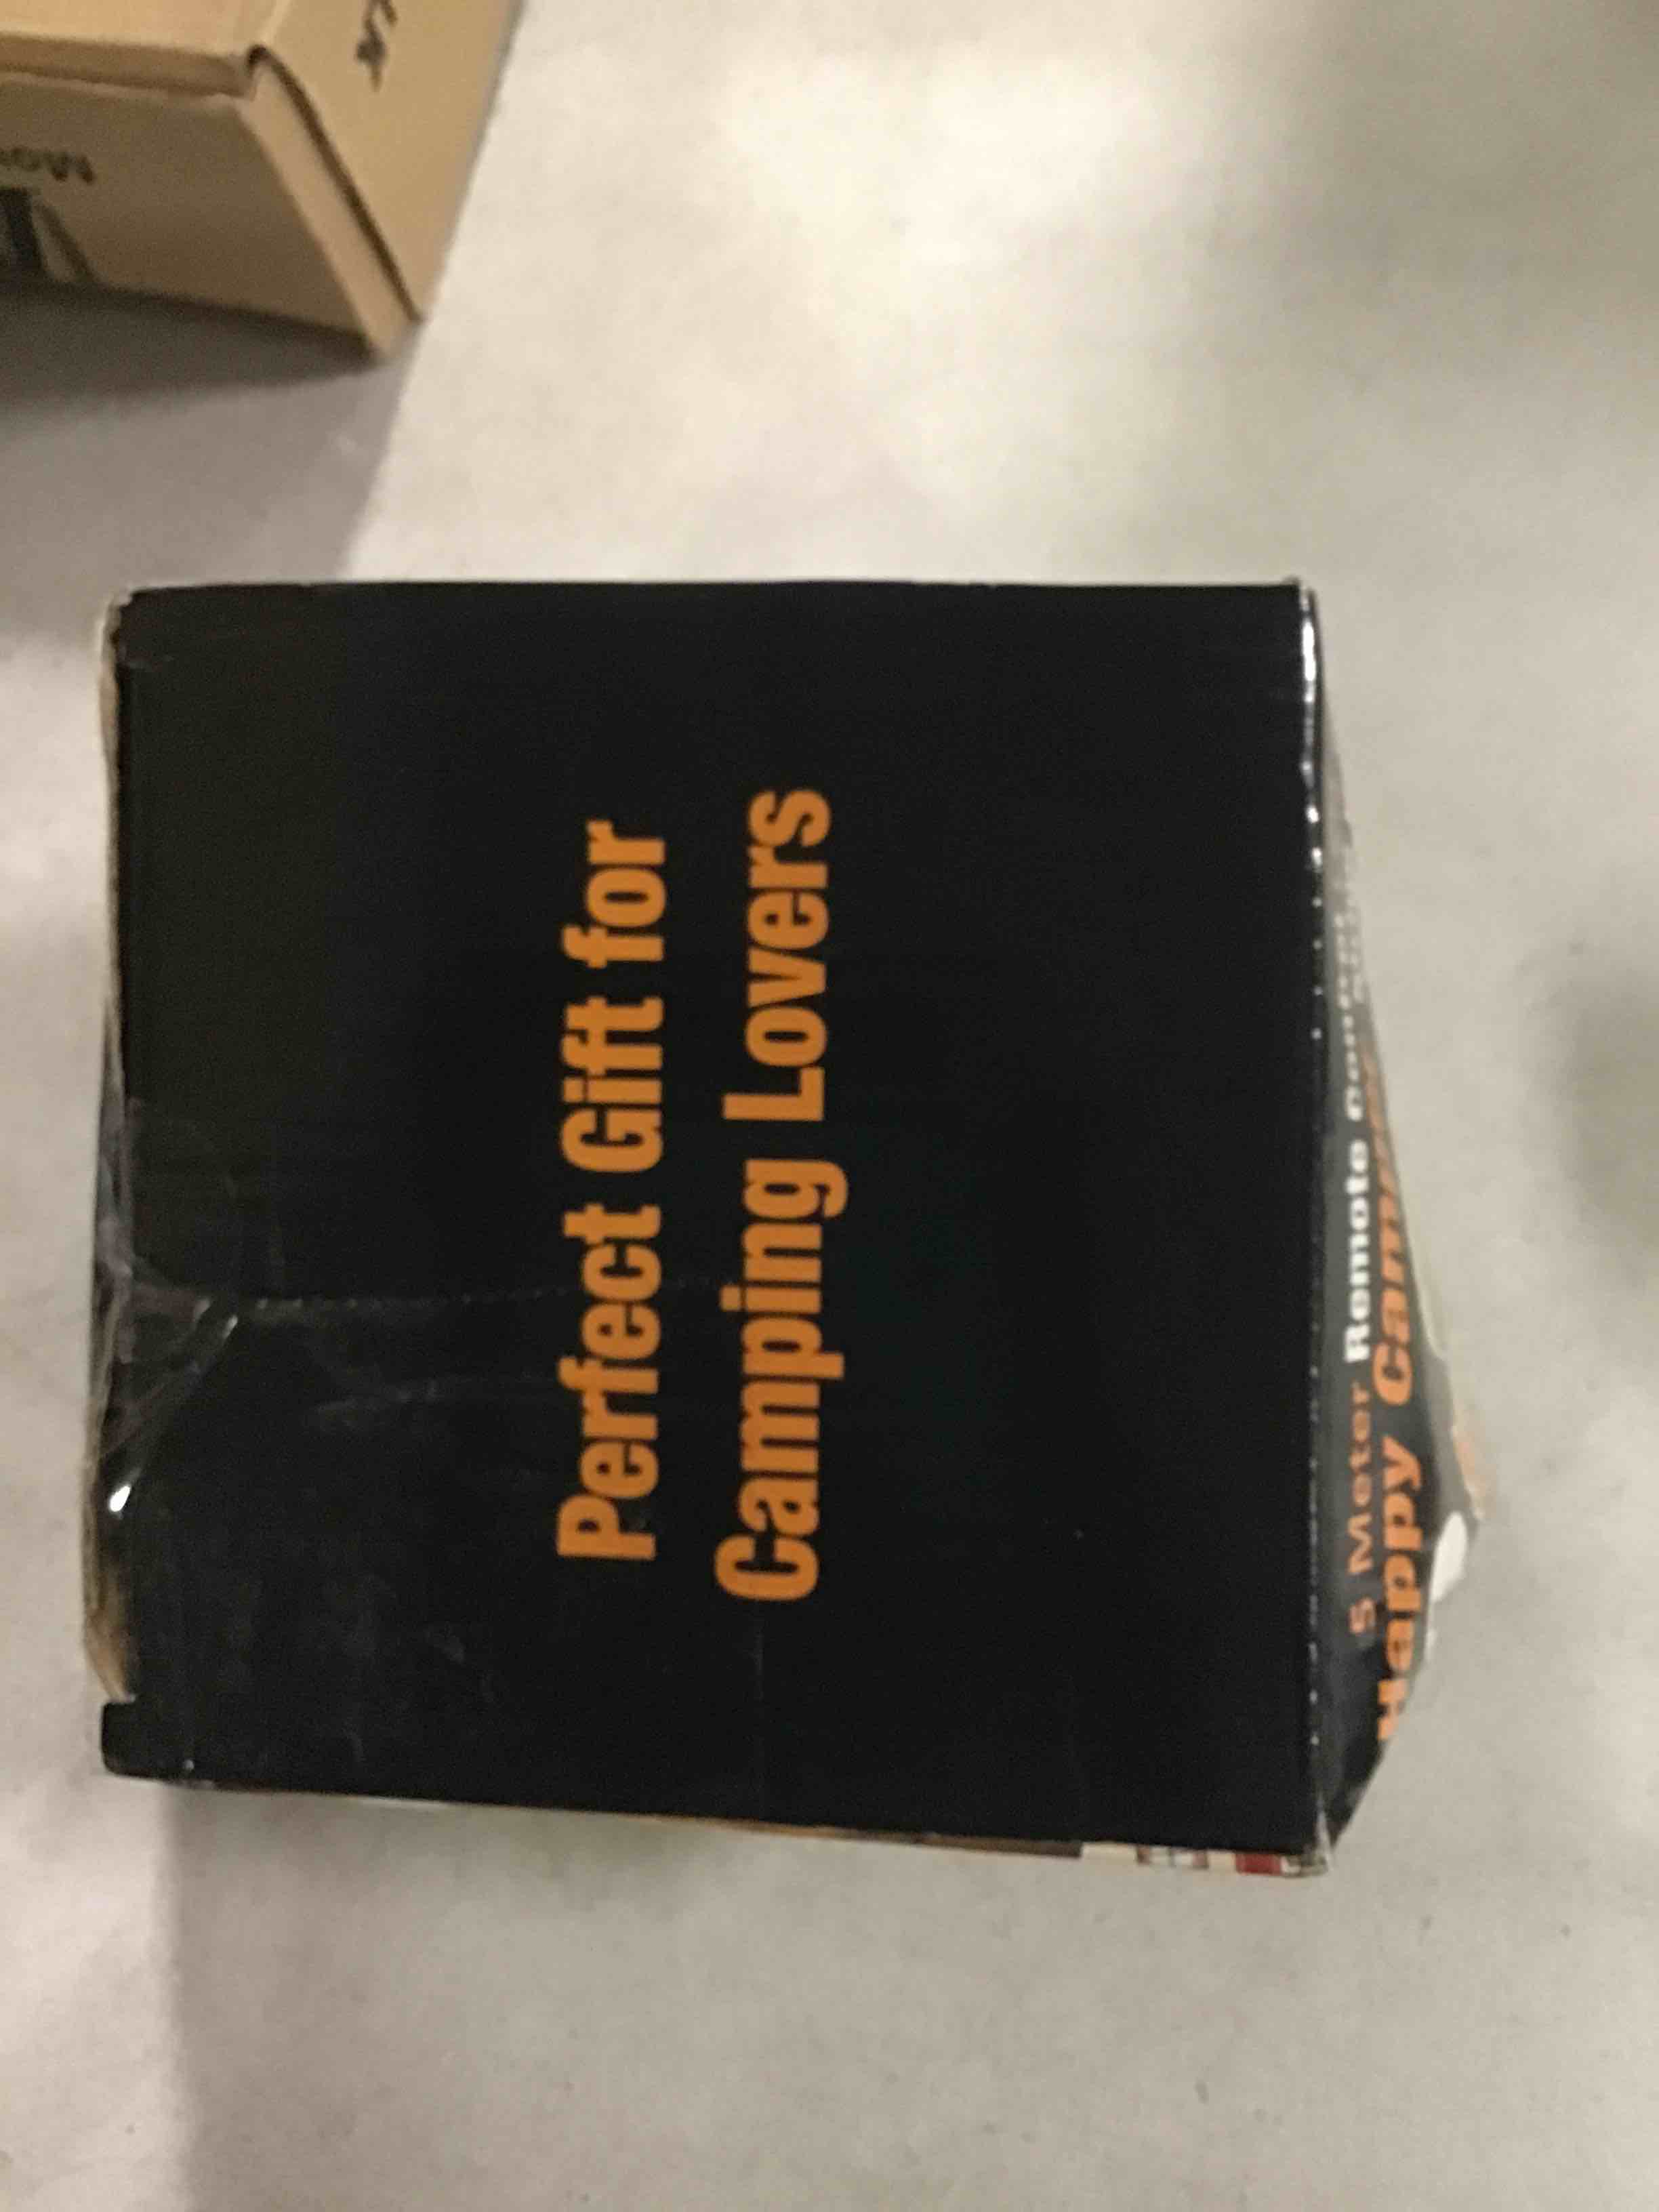 Perfect Gift for
Camping Lovers
5 Meter Remote
Happy